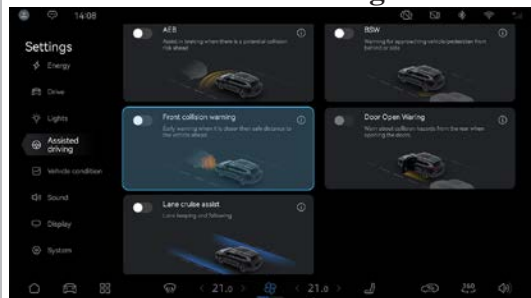 14:08
Settings
Energy
Drive
Lights
Assisted driving
Vehicle condition
Sound
Display
System
AEB
Assist in braking when there is a potential collision
risk ahead
BSW
Warning for approaching vehicle/pedestrian from
behind or side
Front collision warning
Early warning when it is closer than safe distance to
the vehicle ahead
Door Open Waring
Warn about collision hazards from the rear when
opening the doors
Lane cruise assist
Lane keeping and following
21.0
21.0
360